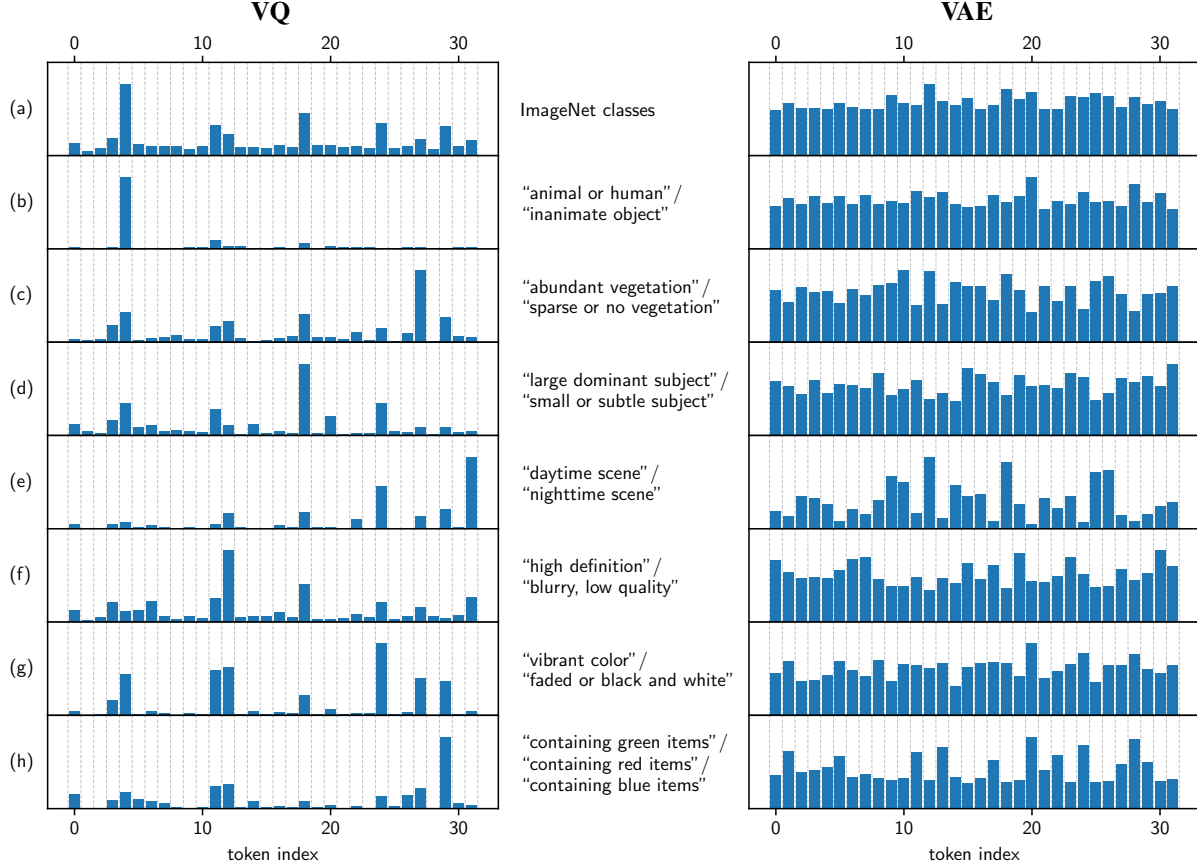 VQ
VAE
0 10 20 30
0 10 20 30
(a)
ImageNet classes
(b)
“animal or human”/
“inanimate object”
(c)
“abundant vegetation”/
“sparse or no vegetation”
(d)
“large dominant subject”/
“small or subtle subject”
(e)
“daytime scene”/
“nighttime scene”
(f)
“high definition”/
“blurry, low quality”
(g)
“vibrant color”/
“faded or black and white”
(h)
“containing green items”/
“containing red items”/
“containing blue items”
0 10 20 30
0 10 20 30
token index
token index